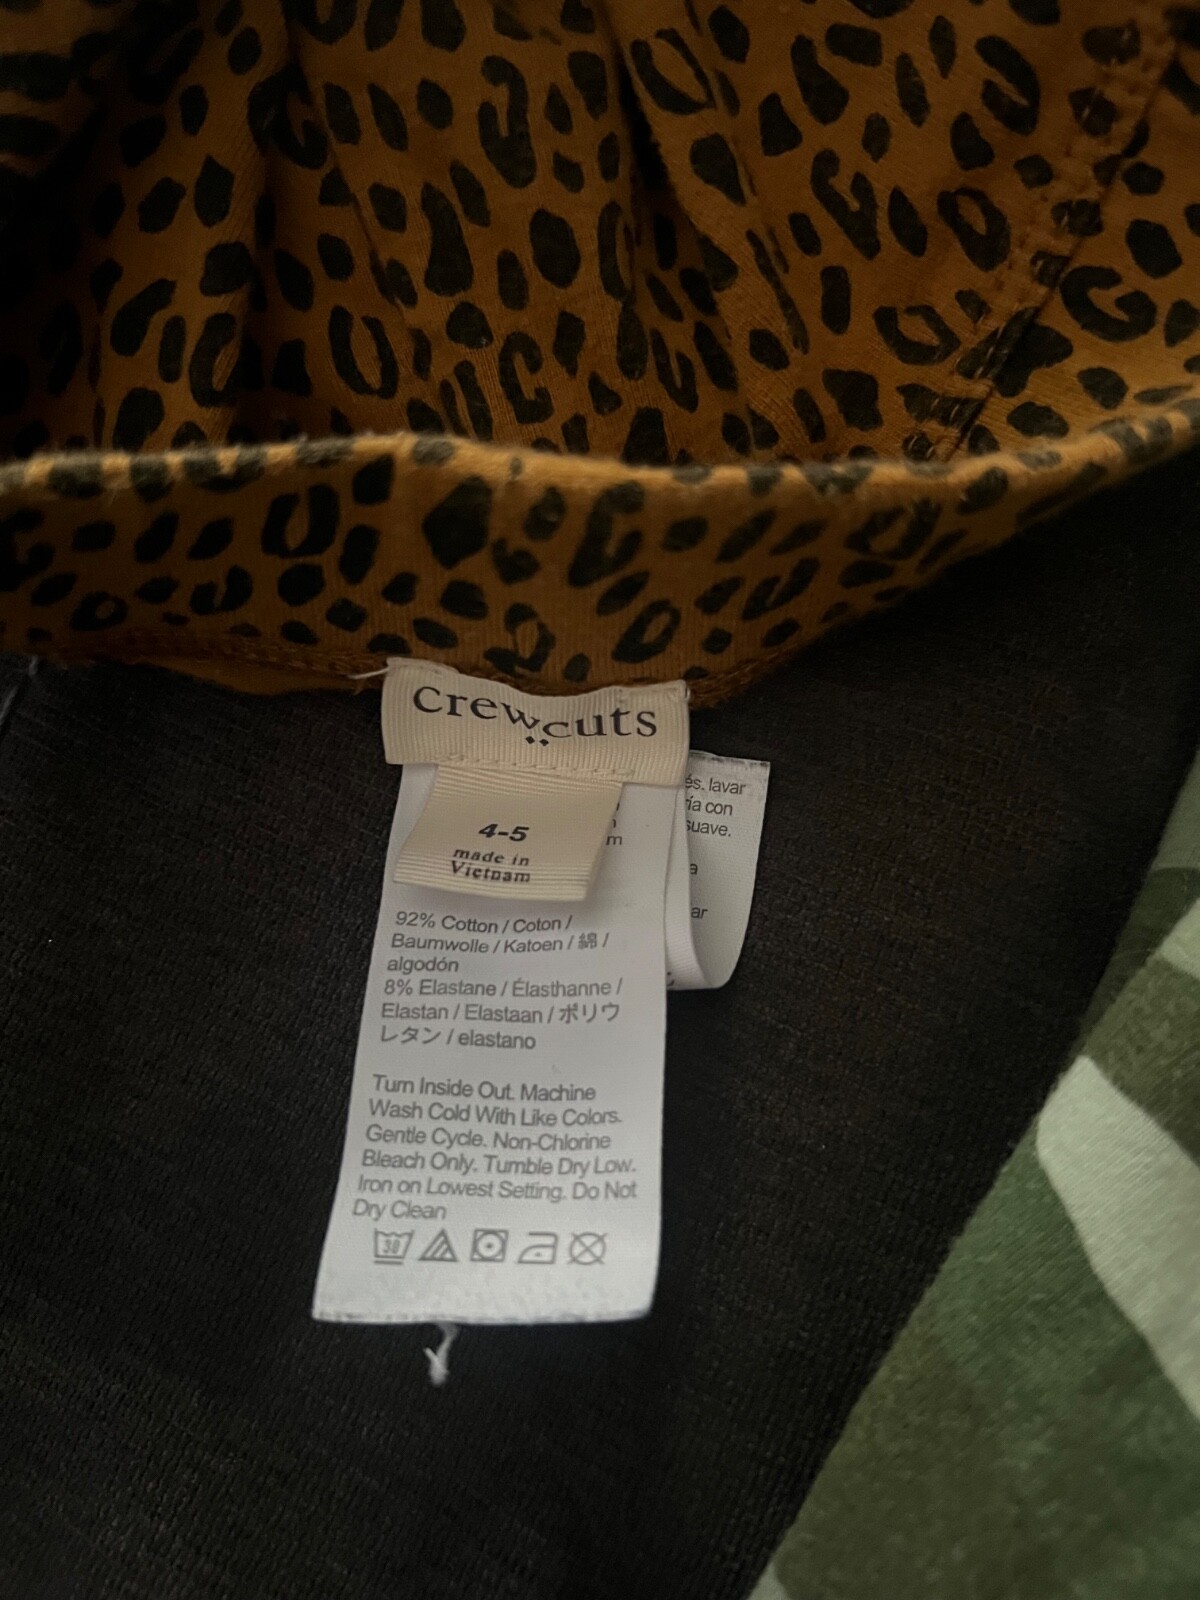 crewcuts
4-5
made in
Vietnam
m
92% Cotton / Coton /
Baumwolle / Katoen / 綿 /
algodón
8% Elastane / Élasthanne /
Elastan / Elastaan / ポリウ
レタン / elastano
Turn Inside Out. Machine
Wash Cold With Like Colors.
Gentle Cycle. Non-Chlorine
Bleach Only. Tumble Dry Low.
Iron on Lowest Setting. Do Not
Dry Clean
30
és. lavar
ría con
suave.
a
ar